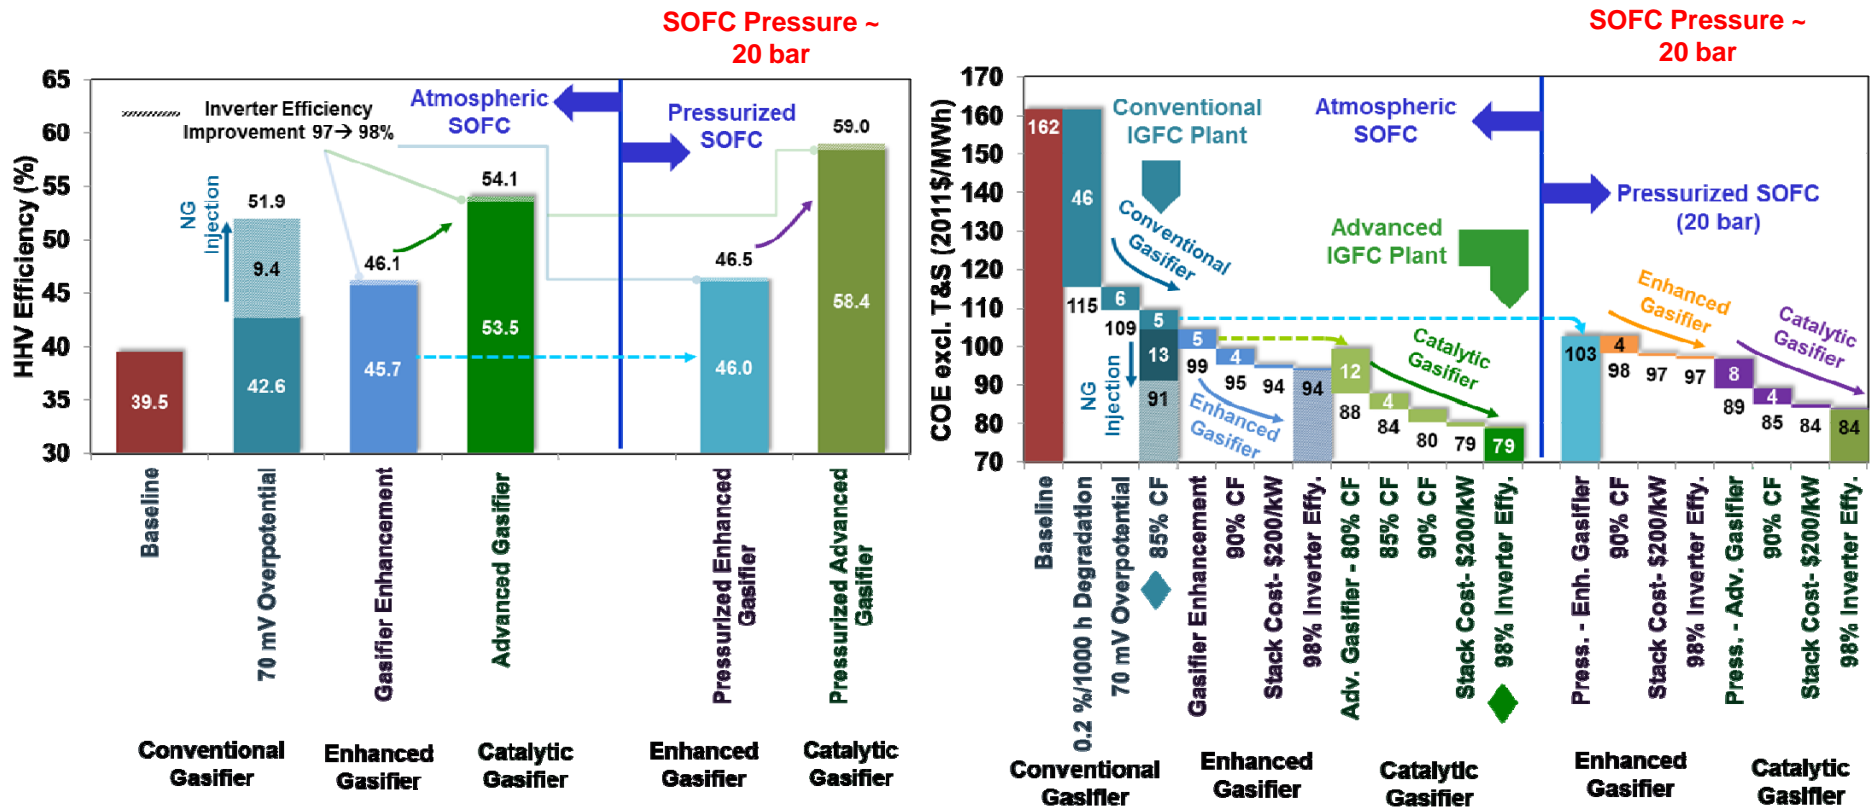 SOFC Pressure ~
20 bar
65
60
55
50
45
40
35
30
HHV Efficiency (%)
Inverter Efficiency
Improvement 97→ 98%
Atmospheric
SOFC
Pressurized
SOFC
NG
Injection
39.5
51.9
9.4
42.6
46.1
45.7
54.1
53.5
46.5
46.0
59.0
58.4
Baseline
70 mV Overpotential
Gasifier Enhancement
Advanced Gasifier
Pressurized Enhanced
Gasifier
Pressurized Advanced
Gasifier
Conventional
Gasifier
Enhanced
Gasifier
Catalytic
Gasifier
Enhanced
Gasifier
Catalytic
Gasifier
SOFC Pressure ~
20 bar
170
160
150
140
130
120
110
100
90
80
70
COE excl. T&S (2011$/MWh)
Conventional
IGFC Plant
Atmospheric
SOFC
Pressurized SOFC
(20 bar)
Advanced
IGFC Plant
Conventional
Gasifier
Enhanced
Gasifier
Catalytic
Gasifier
Enhanced
Gasifier
Catalytic
Gasifier
NG
Injection
162
46
115
6
109
5
13
91
5
99
4
95
94
94
12
88
4
84
80
79
79
103
4
98
97
97
8
89
4
85
84
84
Baseline
0.2 %/1000 h Degradation
70 mV Overpotential
85% CF
Gasifier Enhancement
90% CF
Stack Cost- $200/kW
98% Inverter Effy.
Adv. Gasifier - 80% CF
85% CF
90% CF
Stack Cost- $200/kW
98% Inverter Effy.
Press. - Enh. Gasifier
90% CF
Stack Cost- $200/kW
98% Inverter Effy.
Press. - Adv. Gasifier
90% CF
Stack Cost- $200/kW
98% Inverter Effy.
Conventional
Gasifier
Enhanced
Gasifier
Catalytic
Gasifier
Enhanced
Gasifier
Catalytic
Gasifier